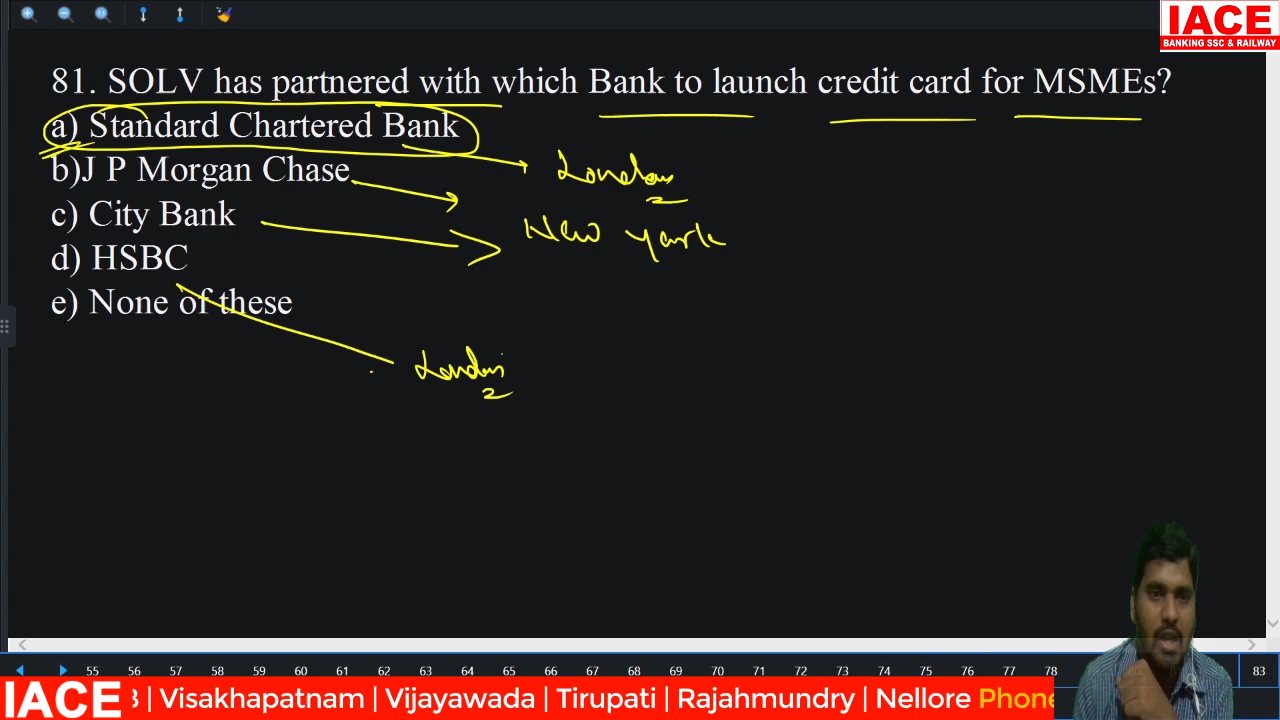 IACE
BANKING SSC & RAILWAY
81. SOLV has partnered with which Bank to launch credit card for MSMEs?
a) Standard Chartered Bank
London
b)J P Morgan Chase
c) City Bank
New York
d) HSBC
e) None of these
London
55 56 57 58 59 60 61 62 63 64 65 66 67 68 69 70 71 72 73 74 75 76 77 78 83
IACE
3 | Visakhapatnam | Vijayawada | Tirupati | Rajahmundry | Nellore Phone